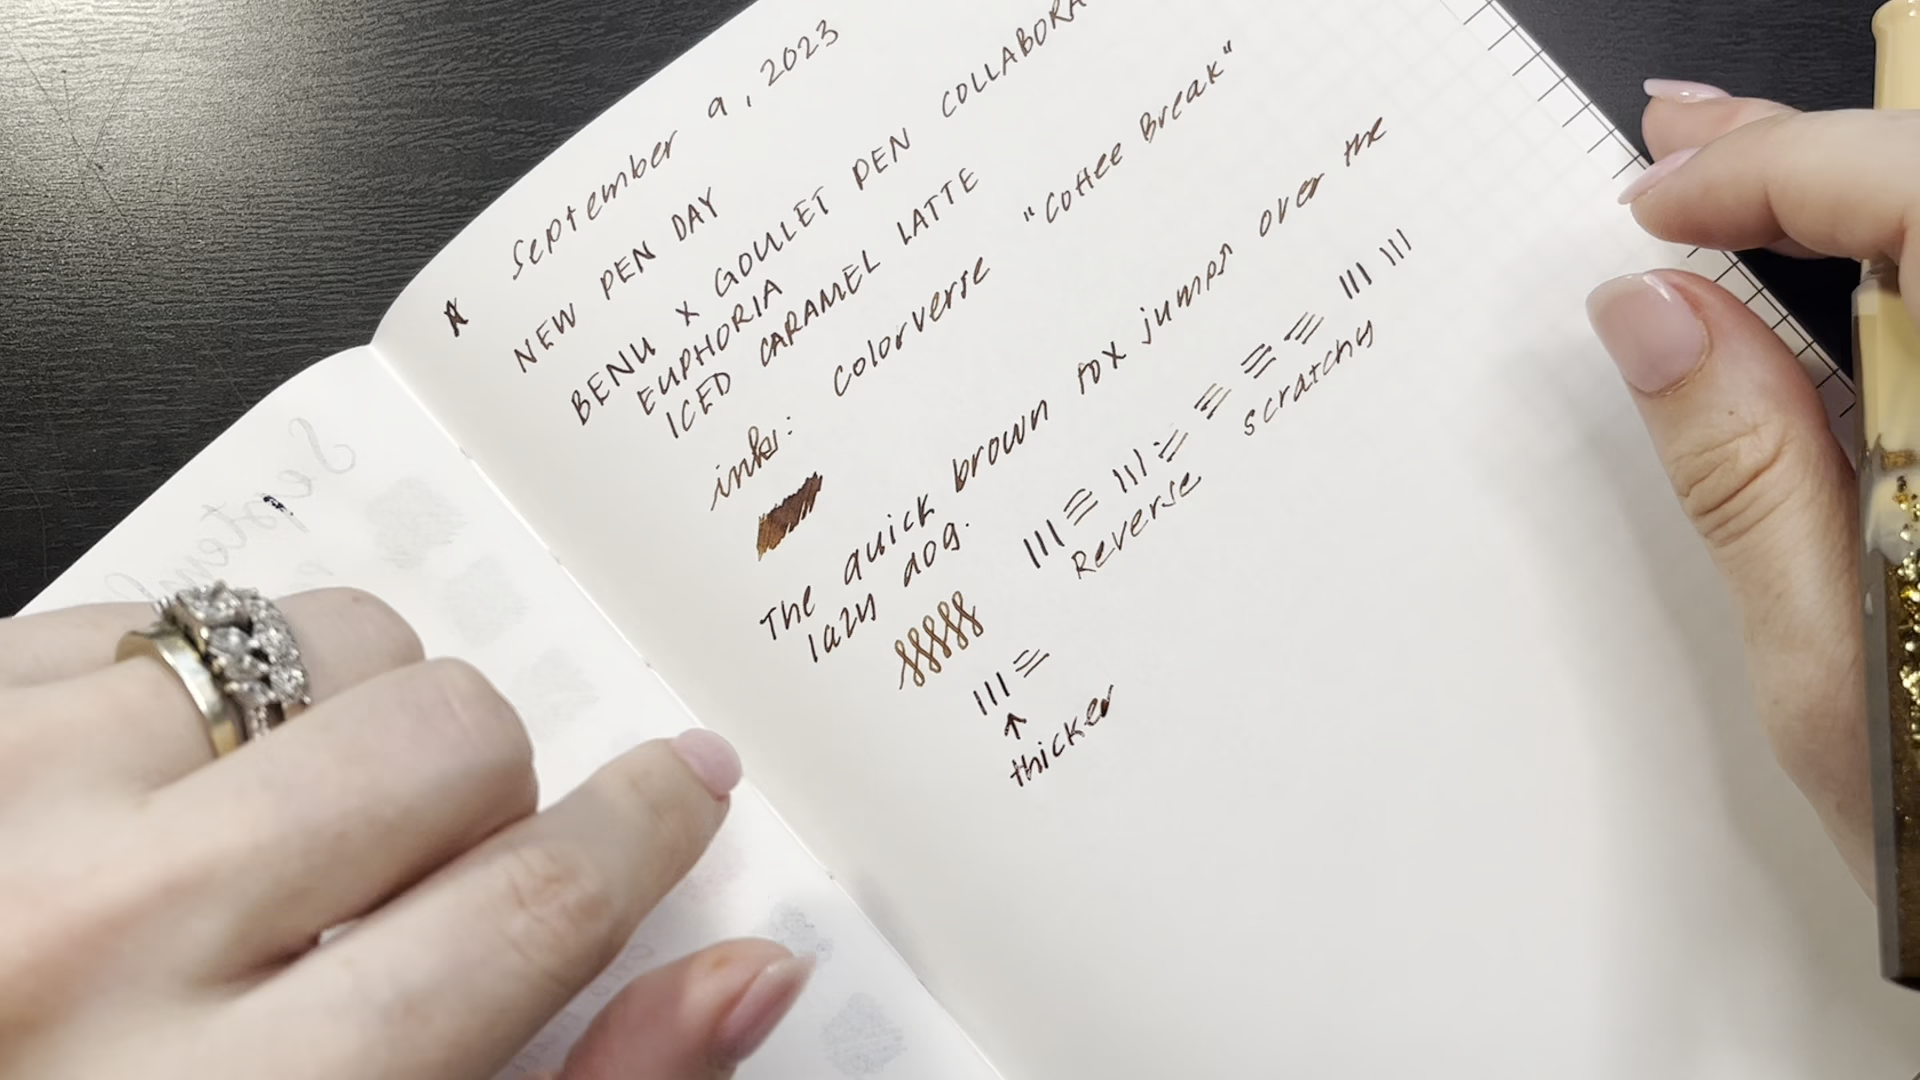 September 9, 2023
NEW PEN DAY
BENU X GOULET PEN COLLABORA
EUPHORIA
ICED CARAMEL LATTE
ink: Colorverse "Coffee Break"
The quick brown fox jumps over the
lazy dog.
Reverse
scratchy
thicker